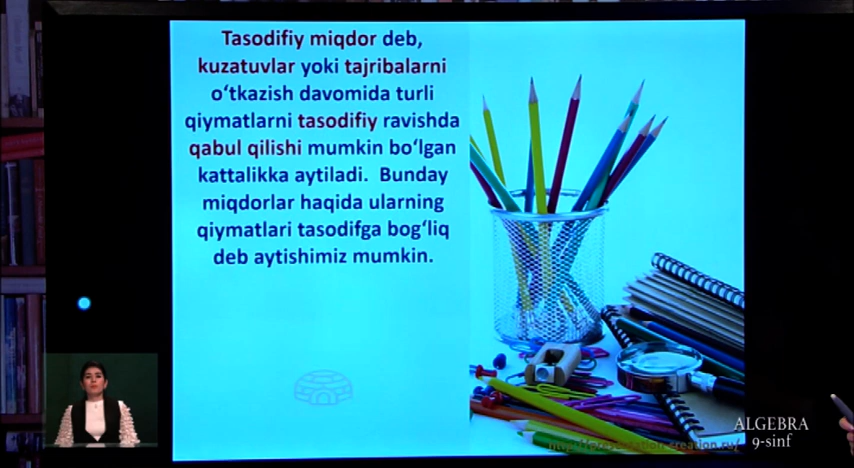 Tasodifiy miqdor deb,
kuzatuvlar yoki tajribalarni
o‘tkazish davomida turli
qiymatlarni tasodifiy ravishda
qabul qilishi mumkin bo‘lgan
kattalikka aytiladi. Bunday
miqdorlar haqida ularning
qiymatlari tasodifga bog‘liq
deb aytishimiz mumkin.
ALGEBRA
9-sinf